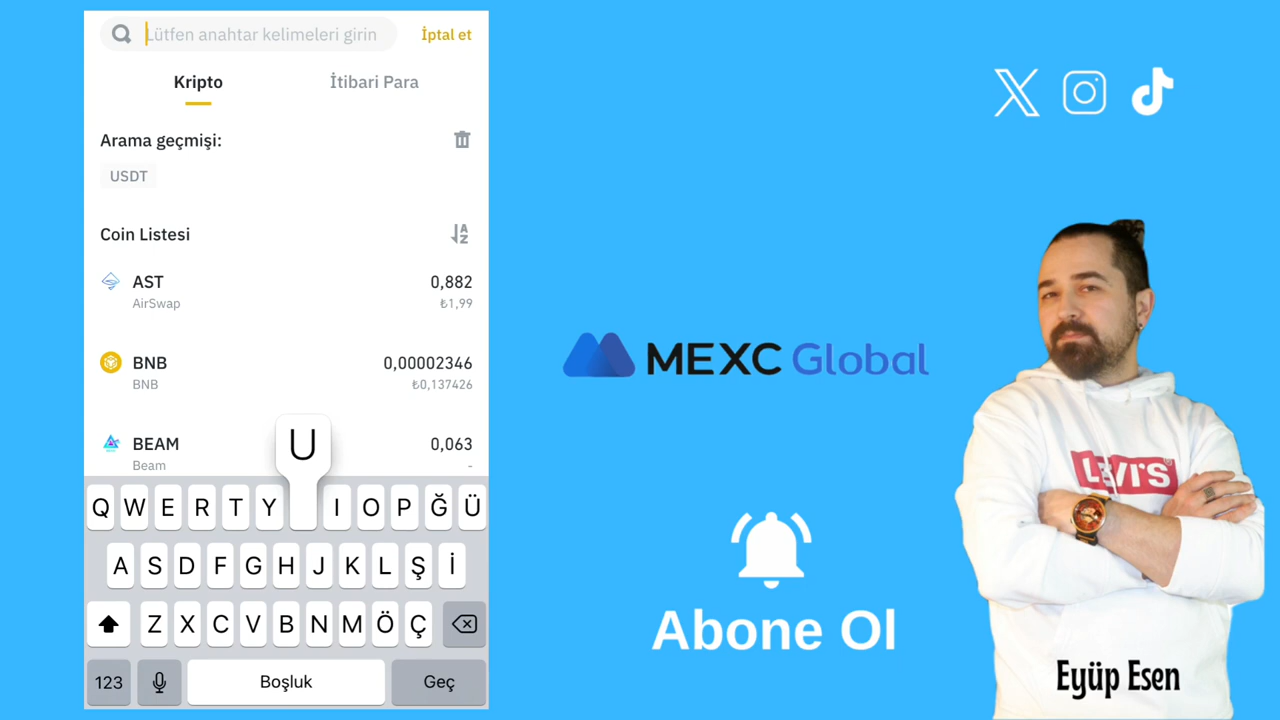 Lütfen anahtar kelimeleri girin
İptal et
Kripto
İtibari Para
Arama geçmişi:
USDT
Coin Listesi
AST
0,882
AirSwap
₺1,99
BNB
0,00002346
BNB
₺0,137426
BEAM
0,063
Beam
-
U
Q W E R T Y I O P Ğ Ü
A S D F G H J K L Ş İ
Z X C V B N M Ö Ç
123
Boşluk
Geç
MEXC Global
Abone Ol
LEVI'S
Eyüp Esen